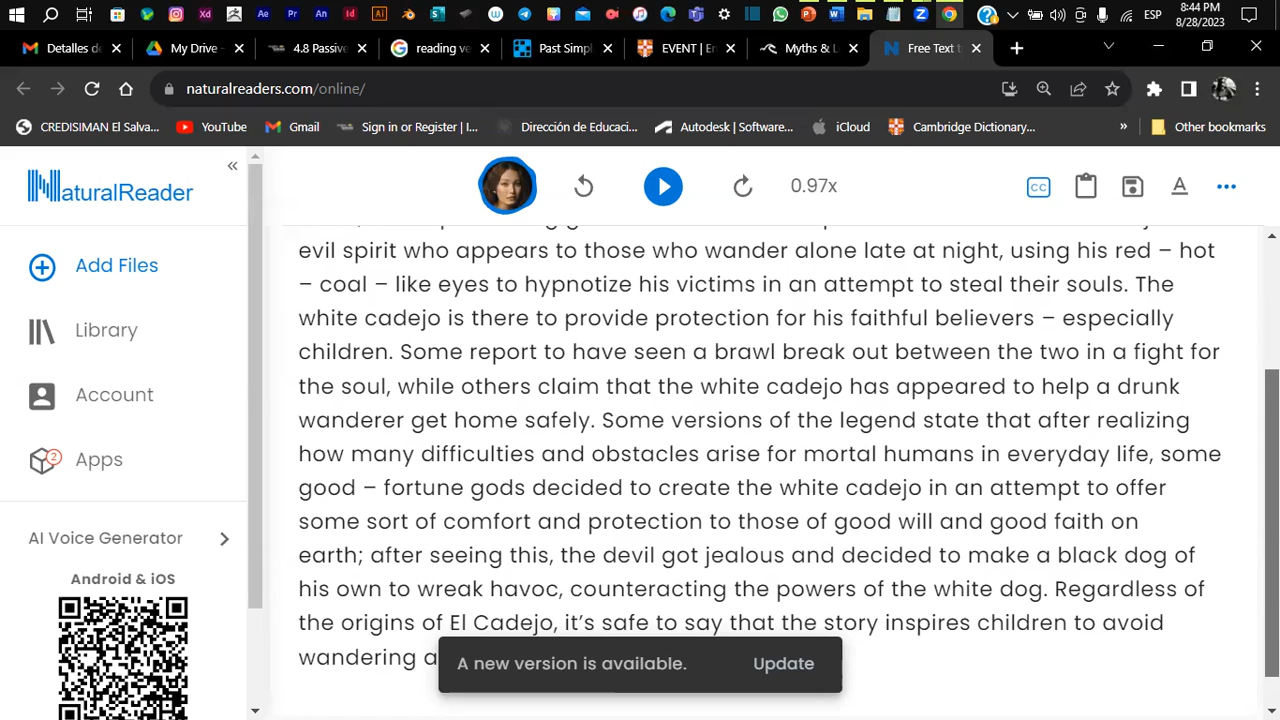 8:44 PM
ESP
8/28/2023
Detalles de
My Drive -
4.8 Passive
reading ve
Past Simpl
EVENT | En
Myths & L
Free Text
naturalreaders.com/online/
CREDISIMAN El Salva...
YouTube
Gmail
Sign in or Register | I...
Dirección de Educaci...
Autodesk | Software...
iCloud
Cambridge Dictionary...
»
Other bookmarks
NaturalReader
«
0.97x
CC
A
Add Files
Library
Account
Apps
2
AI Voice Generator
Android & iOS
evil spirit who appears to those who wander alone late at night, using his red – hot
– coal – like eyes to hypnotize his victims in an attempt to steal their souls. The
white cadejo is there to provide protection for his faithful believers – especially
children. Some report to have seen a brawl break out between the two in a fight for
the soul, while others claim that the white cadejo has appeared to help a drunk
wanderer get home safely. Some versions of the legend state that after realizing
how many difficulties and obstacles arise for mortal humans in everyday life, some
good – fortune gods decided to create the white cadejo in an attempt to offer
some sort of comfort and protection to those of good will and good faith on
earth; after seeing this, the devil got jealous and decided to make a black dog of
his own to wreak havoc, counteracting the powers of the white dog. Regardless of
the origins of El Cadejo, it's safe to say that the story inspires children to avoid
wandering a
A new version is available.
Update